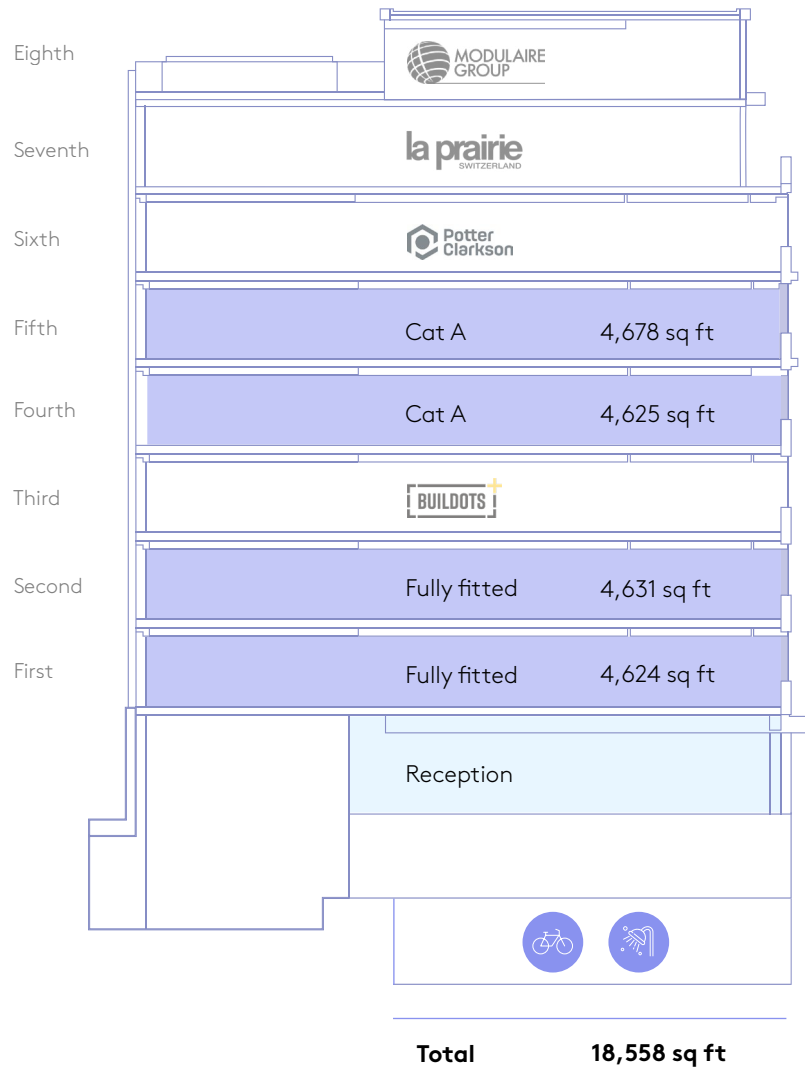 Eighth
MODULAIRE
GROUP
Seventh
la prairie
SWITZERLAND
Sixth
Potter
Clarkson
Fifth Cat A 4,678 sq ft
Fourth Cat A 4,625 sq ft
Third
BUILDOTS
Second Fully fitted 4,631 sq ft
First Fully fitted 4,624 sq ft
Reception
Total 18,558 sq ft